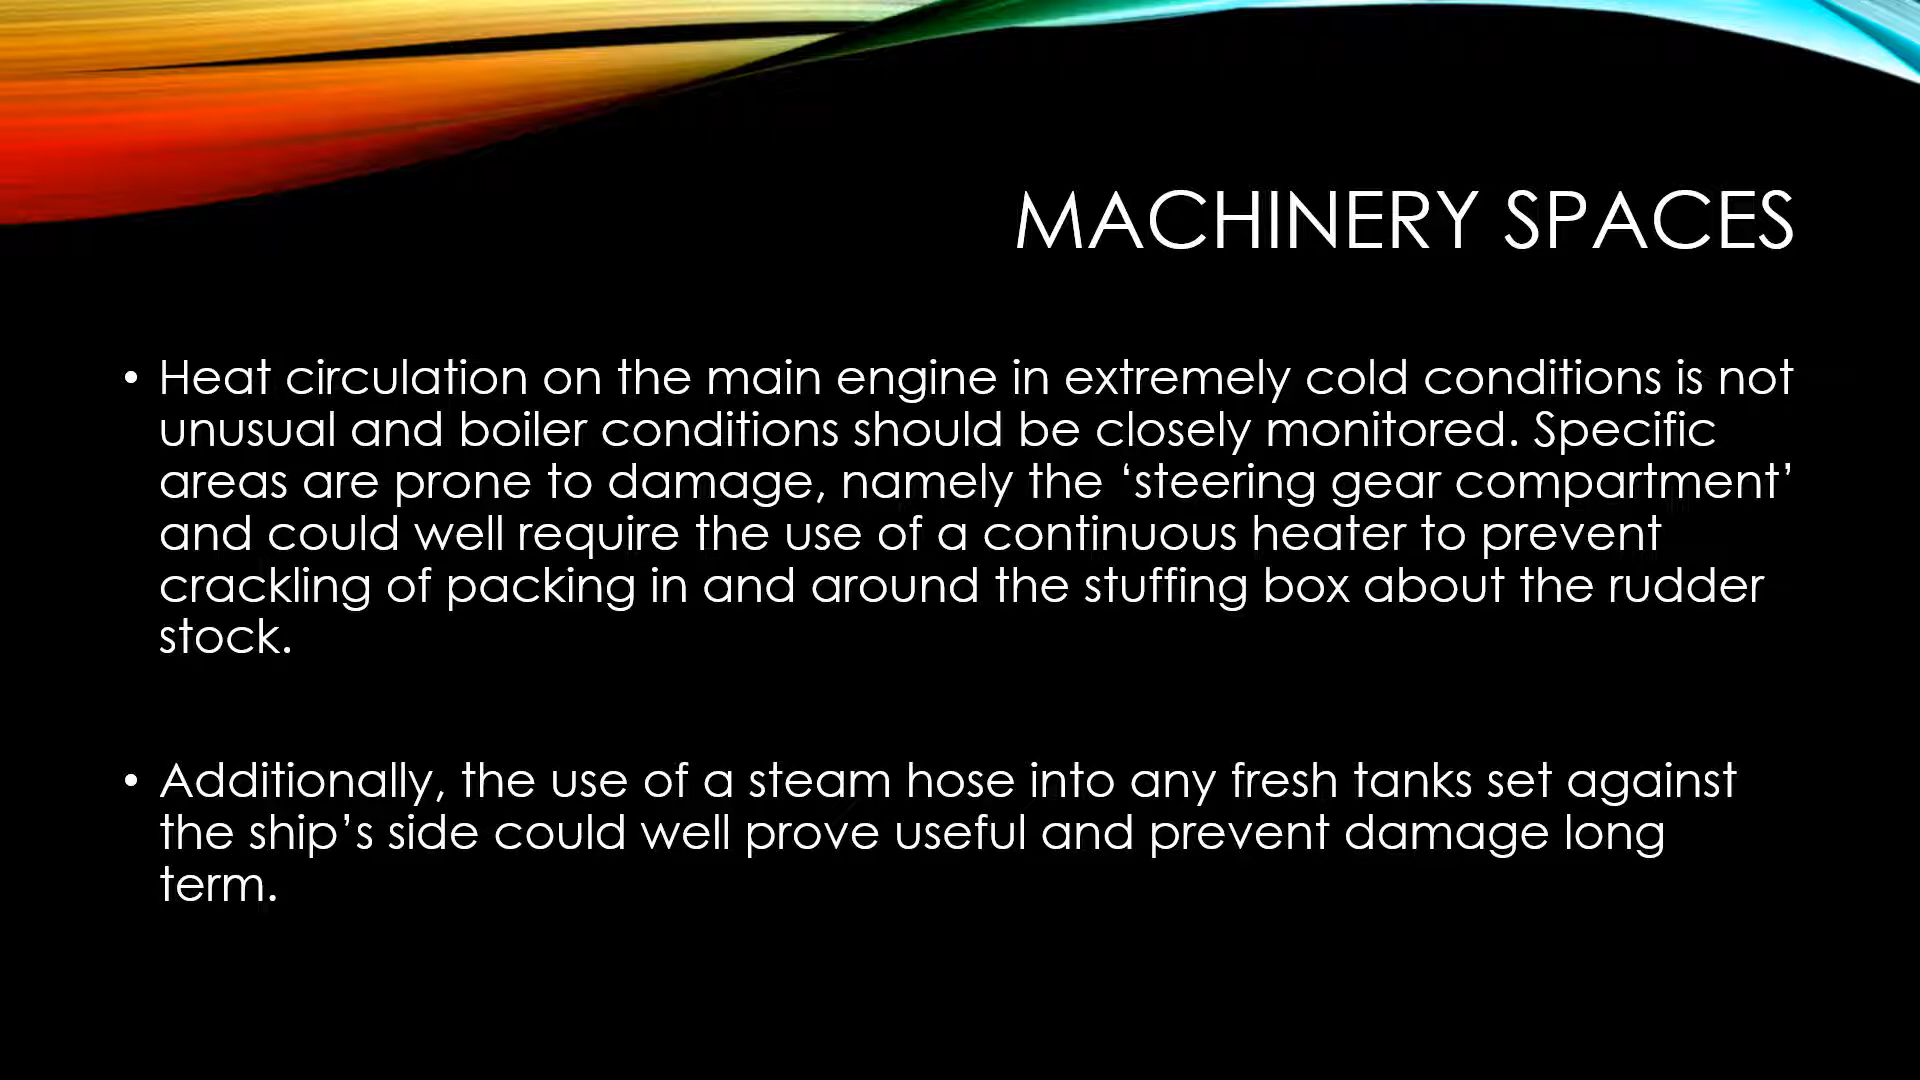 MACHINERY SPACES
• Heat circulation on the main engine in extremely cold conditions is not
unusual and boiler conditions should be closely monitored. Specific
areas are prone to damage, namely the ‘steering gear compartment’
and could well require the use of a continuous heater to prevent
crackling of packing in and around the stuffing box about the rudder
stock.
• Additionally, the use of a steam hose into any fresh tanks set against
the ship’s side could well prove useful and prevent damage long
term.